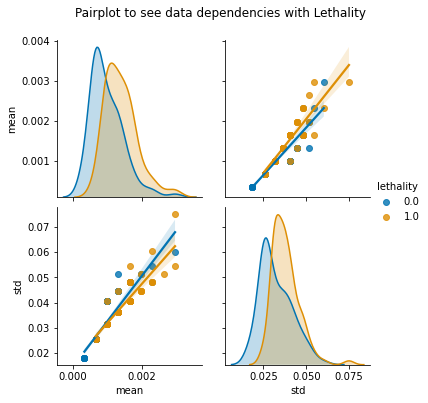 Pairplot to see data dependencies with Lethality
0.004
0.003
0.002
0.001
mean
lethality
0.0
1.0
0.07
0.06
0.05
0.04
0.03
0.02
std
0.000 0.002
mean
0.025 0.050 0.075
std